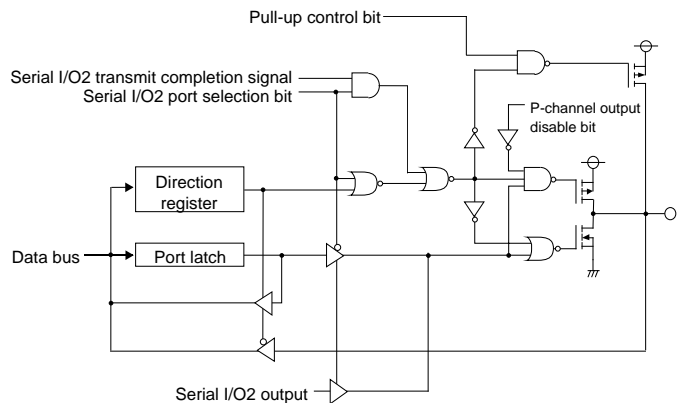 Pull-up control bit
Serial I/O2 transmit completion signal
Serial I/O2 port selection bit
P-channel output
disable bit
Direction
register
Data bus
Port latch
Serial I/O2 output